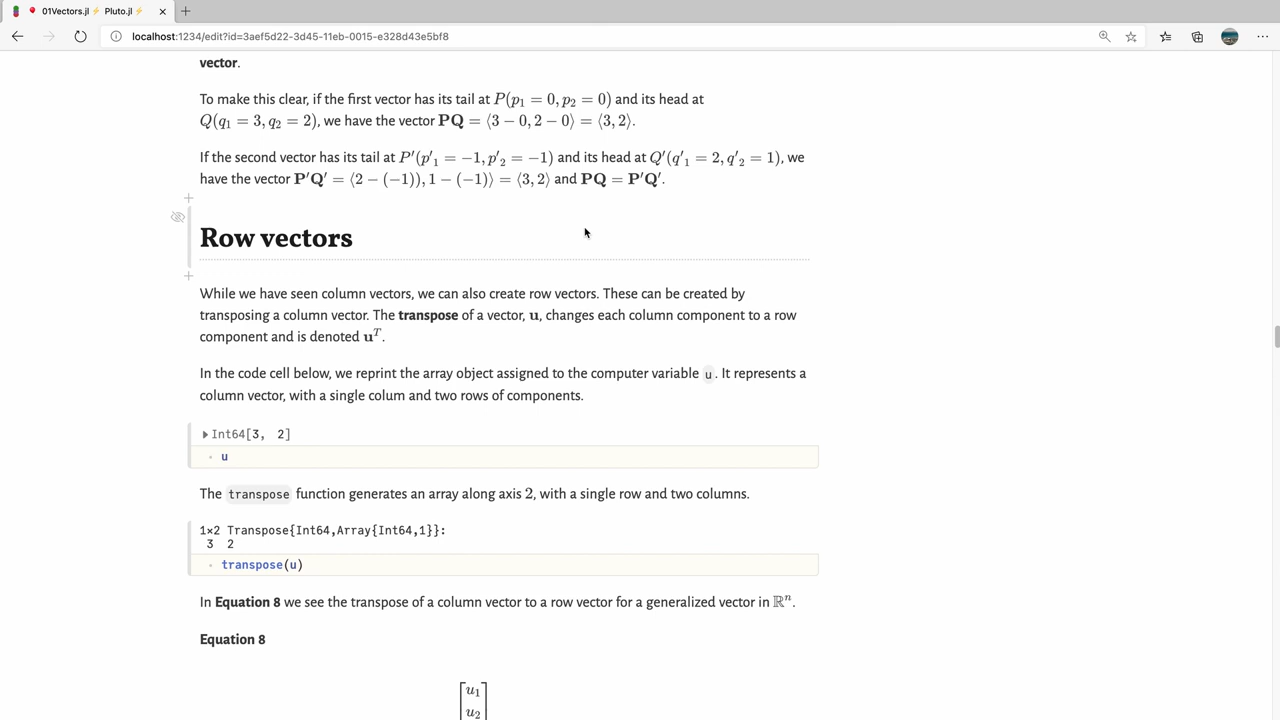 01Vectors.jl⚡ Pluto.jl⚡
localhost:1234/edit?id=3aef5d22-3d45-11eb-0015-e328d43e5bf8
vector.
To make this clear, if the first vector has its tail at P(p₁ = 0, p₂ = 0) and its head at
Q(q₁ = 3, q₂ = 2), we have the vector PQ = ⟨3 − 0, 2 − 0⟩ = ⟨3, 2⟩.
If the second vector has its tail at P′(p′₁ = −1, p′₂ = −1) and its head at Q′(q′₁ = 2, q′₂ = 1), we
have the vector P′Q′ = ⟨2 − (−1)), 1 − (−1)⟩ = ⟨3, 2⟩ and PQ = P′Q′.
Row vectors
While we have seen column vectors, we can also create row vectors. These can be created by
transposing a column vector. The transpose of a vector, u, changes each column component to a row
component and is denoted uᵀ.
In the code cell below, we reprint the array object assigned to the computer variable u. It represents a
column vector, with a single colum and two rows of components.
Int64[3, 2]
u
The transpose function generates an array along axis 2, with a single row and two columns.
1×2 Transpose{Int64,Array{Int64,1}}:
3 2
transpose(u)
In Equation 8 we see the transpose of a column vector to a row vector for a generalized vector in ℝⁿ.
Equation 8
u₁
u₂